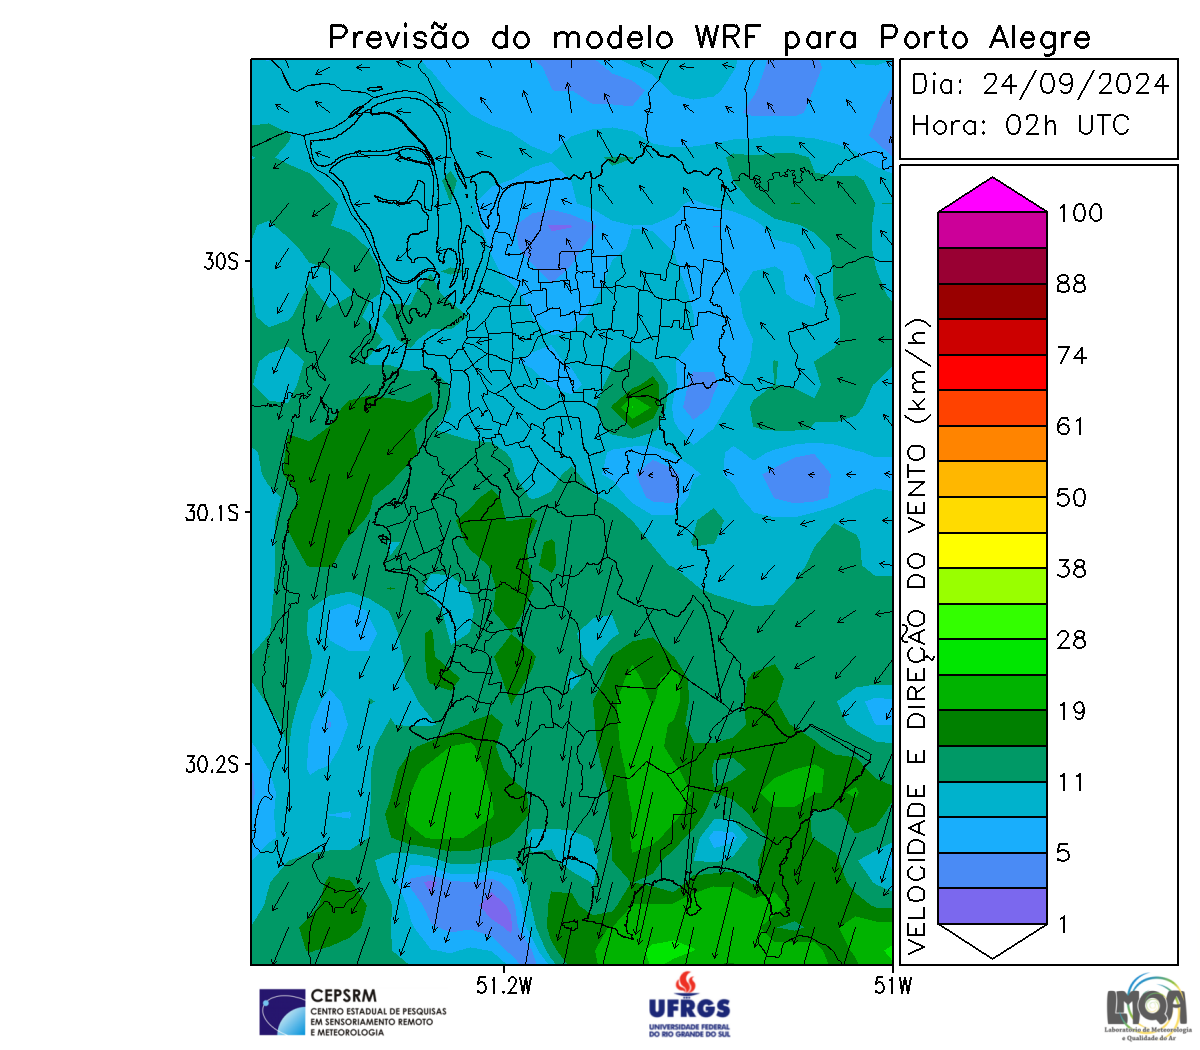 Previsão do modelo WRF para Porto Alegre
Dia: 24/09/2024
Hora: 02h UTC
100
88
74
61
50
38
28
19
11
5
1
VELOCIDADE E DIREÇÃO DO VENTO (km/h)
30S
30.1S
30.2S
51.2W
51W
CEPSRM
CENTRO ESTADUAL DE PESQUISAS
EM SENSORIAMENTO REMOTO
E METEOROLOGIA
UFRGS
UNIVERSIDADE FEDERAL
DO RIO GRANDE DO SUL
LMQA
Laboratório de Meteorologia
e Qualidade do Ar